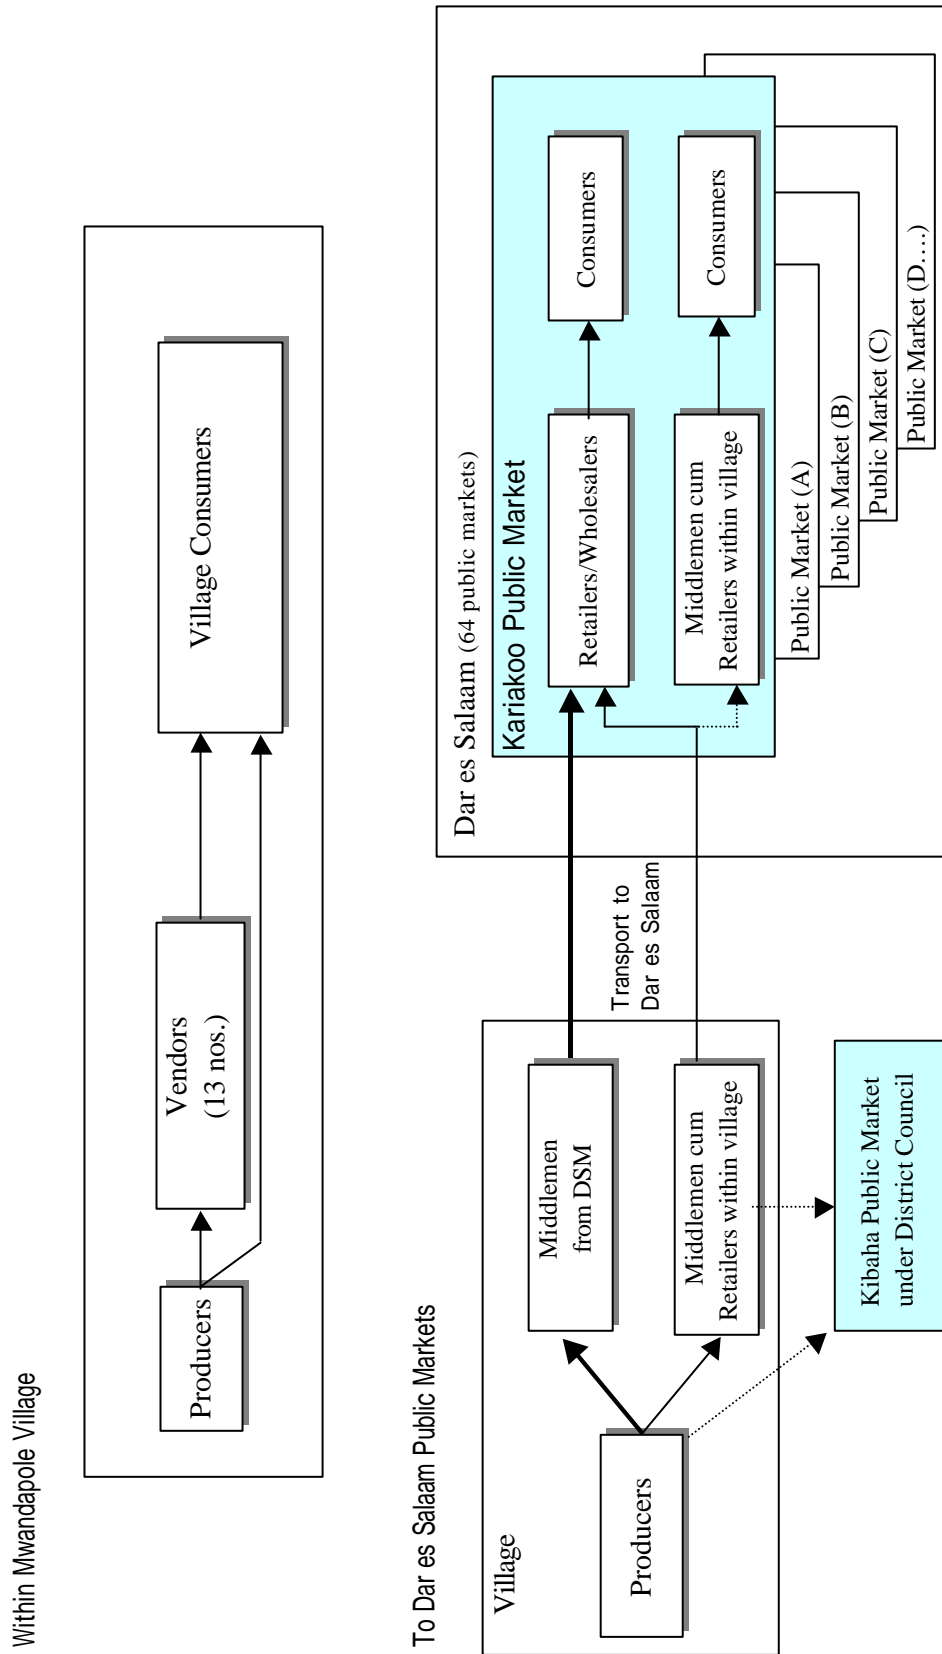 Within Mwandapole Village
Producers
Vendors
(13 nos.)
Village Consumers
To Dar es Salaam Public Markets
Village
Producers
Middlemen
from DSM
Middlemen cum
Retailers within village
Kibaha Public Market
under District Council
Transport to
Dar es Salaam
Dar es Salaam (64 public markets)
Kariakoo Public Market
Retailers/Wholesalers
Consumers
Middlemen cum
Retailers within village
Consumers
Public Market (A)
Public Market (B)
Public Market (C)
Public Market (D….)